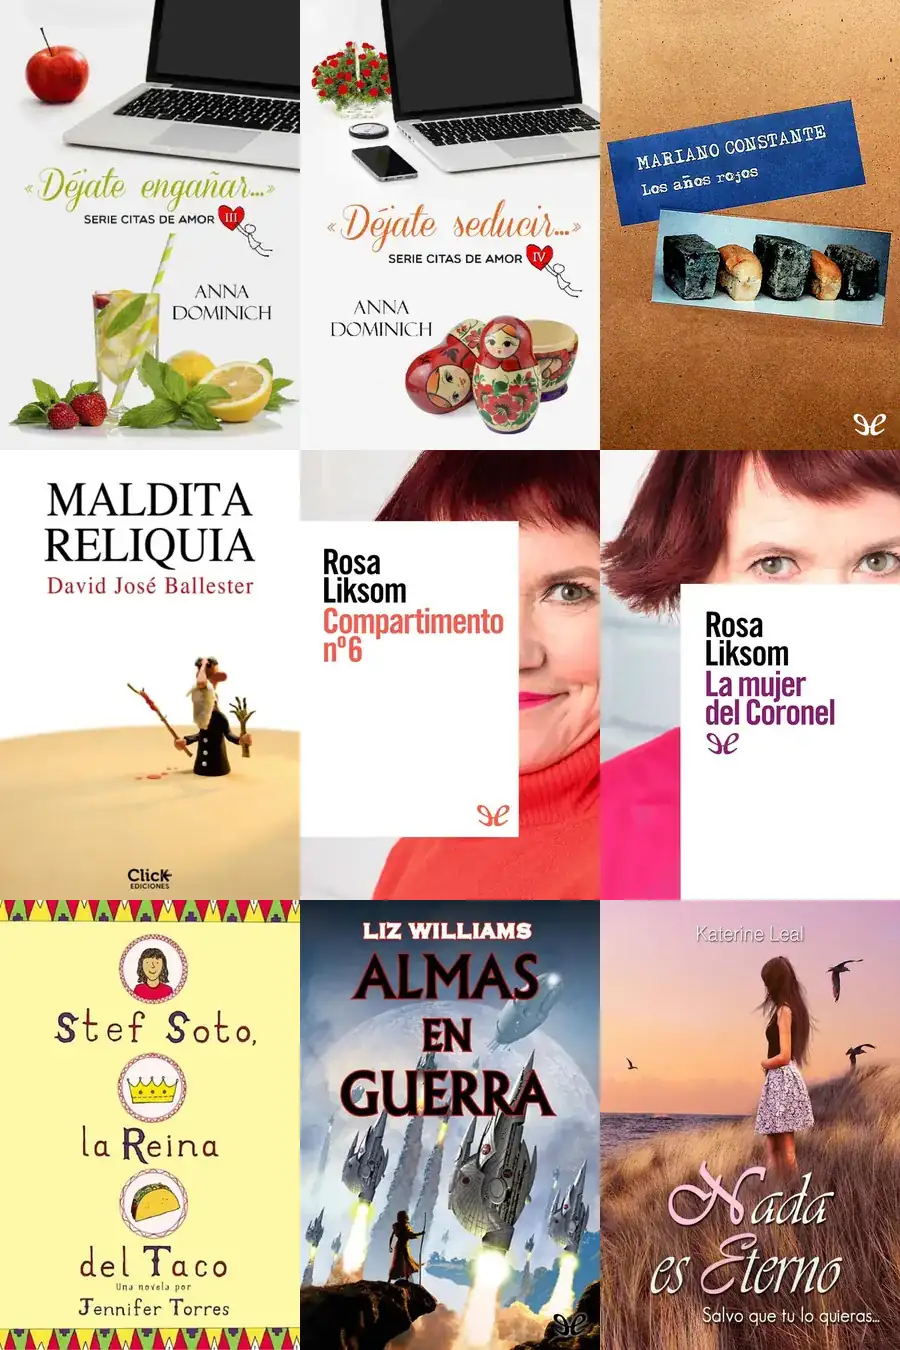 «Déjate engañar...»
SERIE CITAS DE AMOR III
ANNA
DOMINICH
«Déjate seducir...»
SERIE CITAS DE AMOR IV
ANNA
DOMINICH
MARIANO CONSTANTE
Los años rojos
MALDITA
RELIQUIA
David José Ballester
Click
EDICIONES
Rosa
Liksom
Compartimento
nº6
Rosa
Liksom
La mujer
del Coronel
Stef Soto,
la Reina
del Taco
Una novela por
Jennifer Torres
LIZ WILLIAMS
ALMAS
EN
GUERRA
Katerine Leal
Nada
es Eterno
Salvo que tu lo quieras...